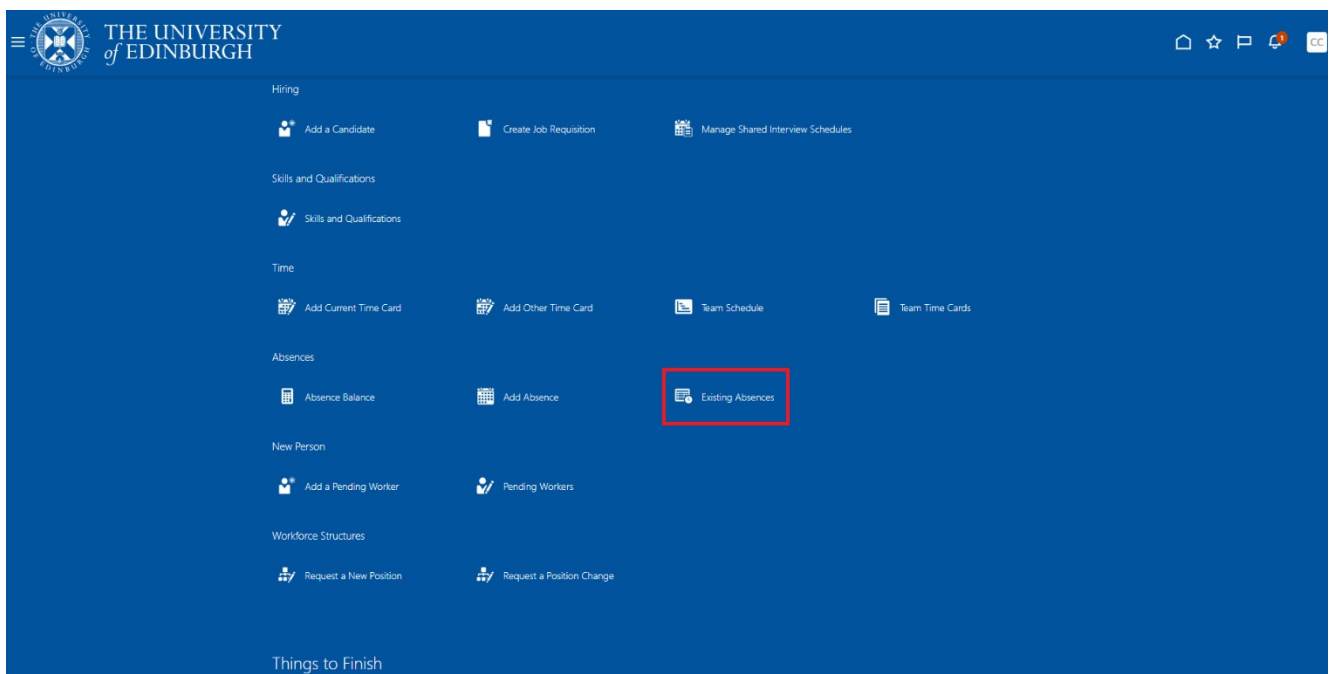 THE UNIVERSITY
of EDINBURGH
1
CC
Hiring
Add a Candidate
Create Job Requisition
Manage Shared Interview Schedules
Skills and Qualifications
Skills and Qualifications
Time
Add Current Time Card
Add Other Time Card
Team Schedule
Team Time Cards
Absences
Absence Balance
Add Absence
Existing Absences
New Person
Add a Pending Worker
Pending Workers
Workforce Structures
Request a New Position
Request a Position Change
Things to Finish